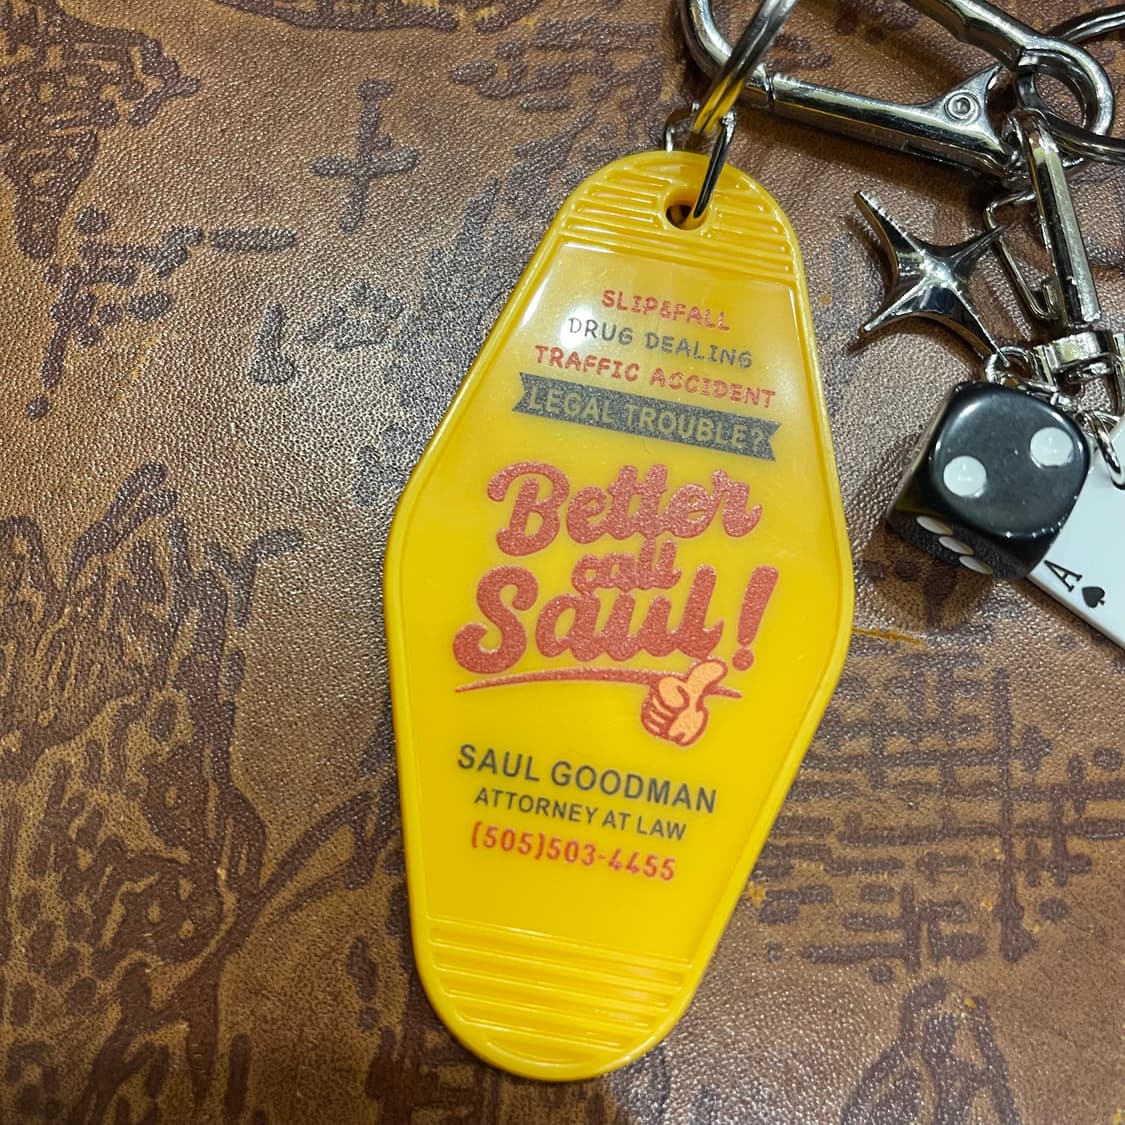 SLIP&FALL
DRUG DEALING
TRAFFIC ACCIDENT
LEGAL TROUBLE?
Better
call
Saul!
SAUL GOODMAN
ATTORNEY AT LAW
(505)503-4455
A